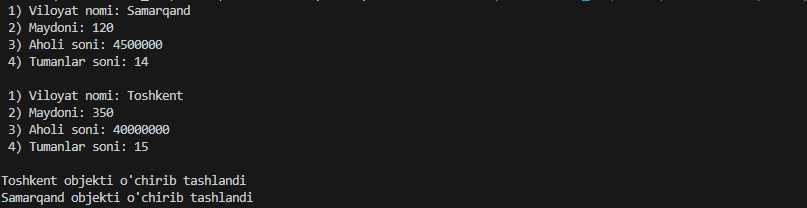 1) Viloyat nomi: Samarqand
2) Maydoni: 120
3) Aholi soni: 4500000
4) Tumanlar soni: 14
1) Viloyat nomi: Toshkent
2) Maydoni: 350
3) Aholi soni: 40000000
4) Tumanlar soni: 15
Toshkent objekti o'chirib tashlandi
Samarqand objekti o'chirib tashlandi